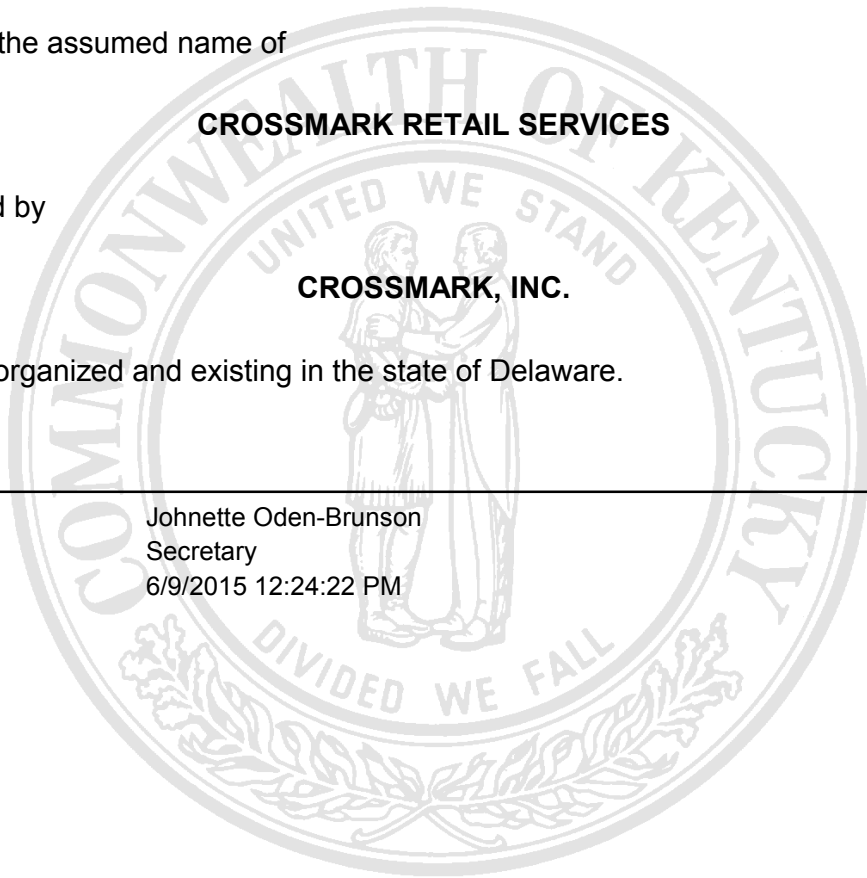 the assumed name of
CROSSMARK RETAIL SERVICES
d by
CROSSMARK, INC.
organized and existing in the state of Delaware.
Johnette Oden-Brunson
Secretary
6/9/2015 12:24:22 PM
COMMONWEALTH OF KENTUCKY
UNITED WE STAND
DIVIDED WE FALL